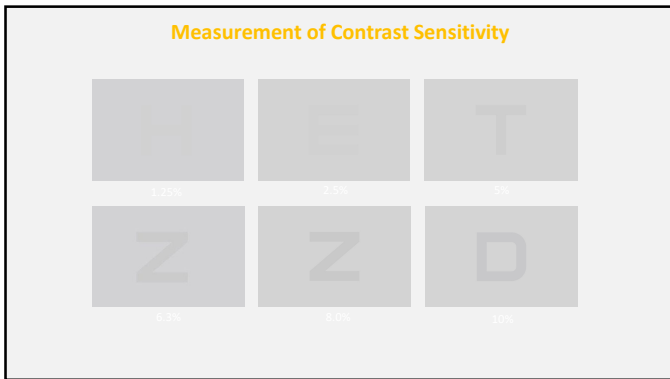 Measurement of Contrast Sensitivity
H E T
1.25% 2.5% 5%
Z Z D
6.3% 8.0% 10%